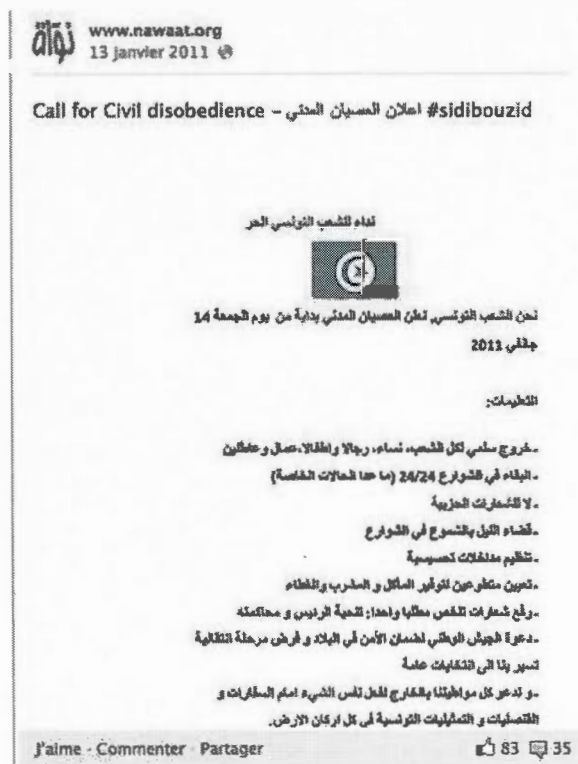 نواة
www.nawaat.org
13 janvier 2011
Call for Civil disobedience – اعلان العصيان المدني #sidibouzid
نداء للشعب التونسي الحر
نحن الشعب التونسي, نعلن العصيان المدني بداية من يوم الجمعة 14
جانفي 2011
التعليمات:
-خروج سلمي لكل الشعب، نساء، رجالا واطفالا،عمال وعاطلين
-البقاء في الشوارع 24/24 (ما عدا الحالات الخاصة)
-لا للشعارات الحزبية
-قضاء الليل بالشموع في الشوارع
-تنظيم مداخلات تحسيسية
-تعيين متطوعين لتوفير المأكل و المشرب والغطاء
-رفع شعارات تلخص مطلبا واحدا: تنحية الرئيس و محاكمته
-دعوة الجيش الوطني لضمان الأمن في البلاد و فرض مرحلة انتقالية
تسير بنا الى انتخابات عامة
-و ندعو كل مواطنينا بالخارج لفعل نفس الشيء امام السفارات و
القنصليات و التمثيليات التونسية في كل اركان الارض.
J'aime · Commenter · Partager 83 35